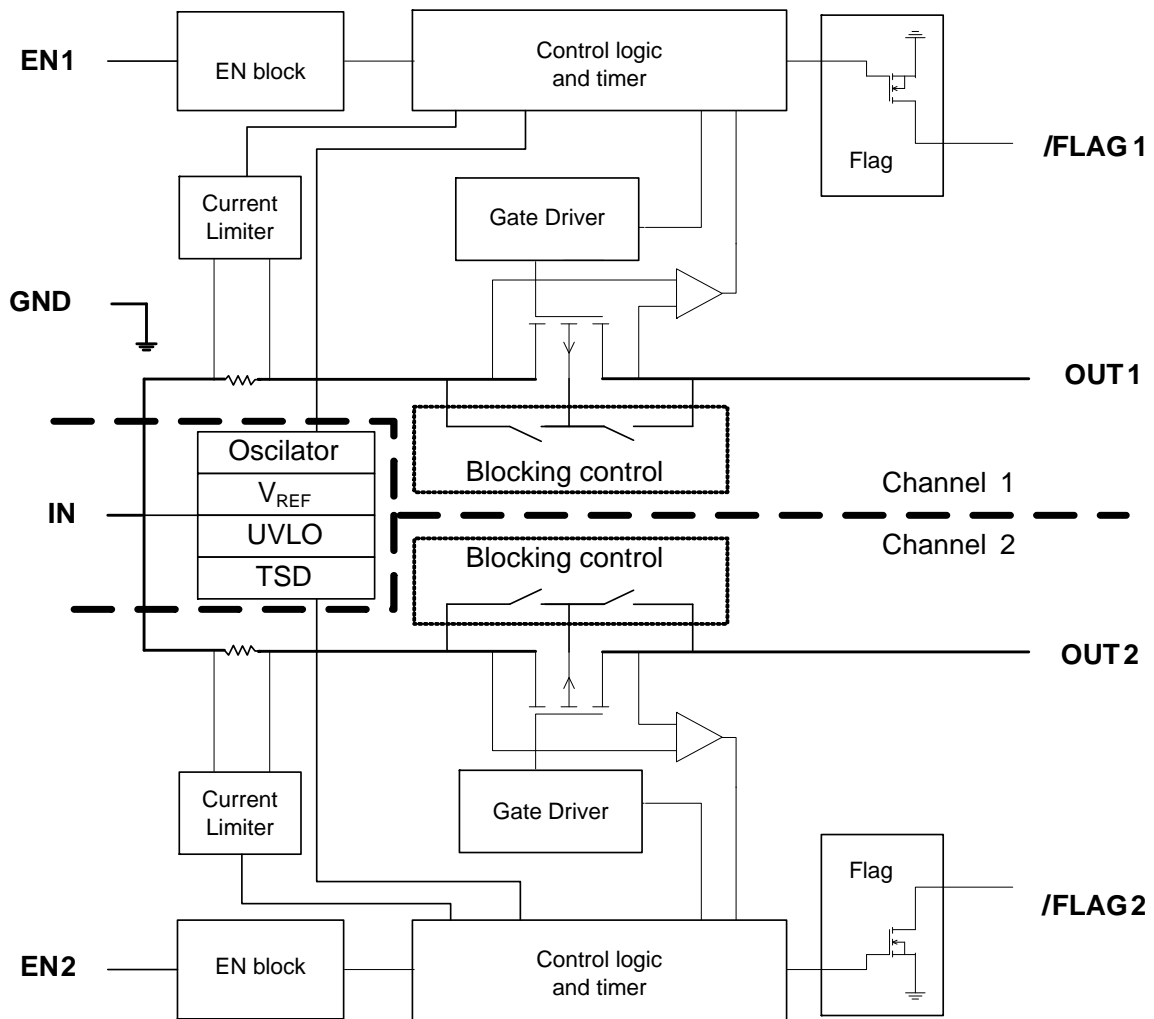 EN1
EN block
Control logic
and timer
Flag
/FLAG1
Current
Limiter
Gate Driver
GND
OUT1
Oscilator
VREF
UVLO
TSD
IN
Blocking control
Channel 1
Channel 2
Blocking control
OUT2
Current
Limiter
Gate Driver
Flag
/FLAG2
EN2
EN block
Control logic
and timer